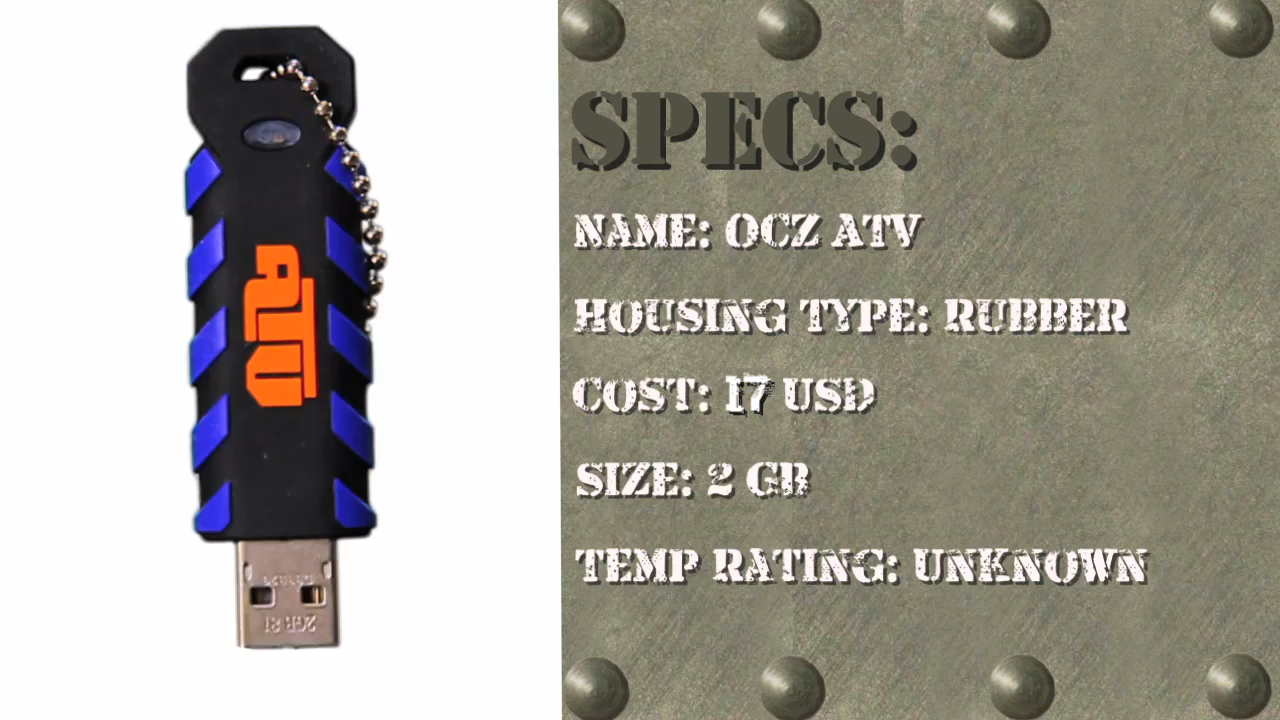 SPECS:
NAME: OCZ ATV
HOUSING TYPE: RUBBER
COST: 17 USD
SIZE: 2 GB
TEMP RATING: UNKNOWN
ATV